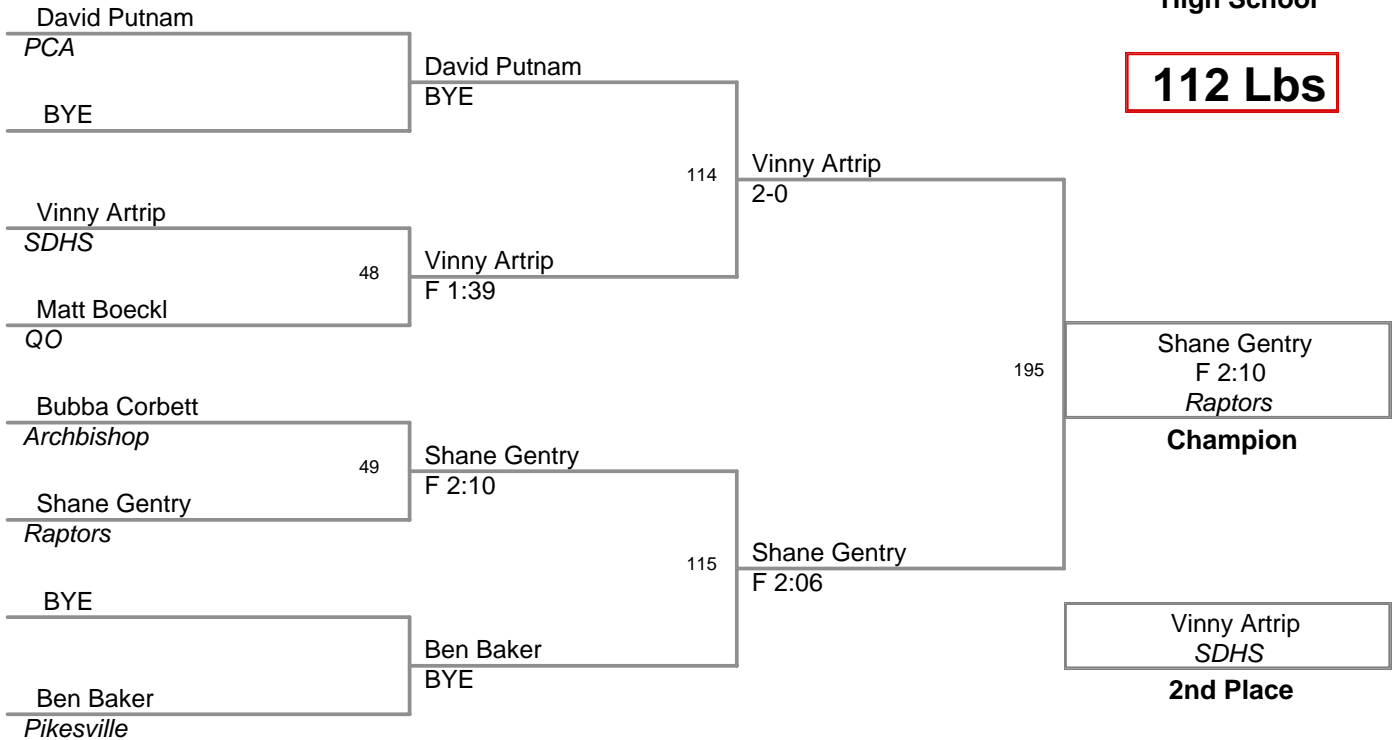 High School
112 Lbs
David Putnam
PCA
BYE
Vinny Artrip
SDHS
48
Matt Boeckl
QO
Bubba Corbett
Archbishop
49
Shane Gentry
Raptors
BYE
Ben Baker
Pikesville
David Putnam
BYE
114
Vinny Artrip
F 1:39
Shane Gentry
F 2:10
115
Ben Baker
BYE
Vinny Artrip
2-0
195
Shane Gentry
F 2:06
Shane Gentry
F 2:10
Raptors
Champion
Vinny Artrip
SDHS
2nd Place